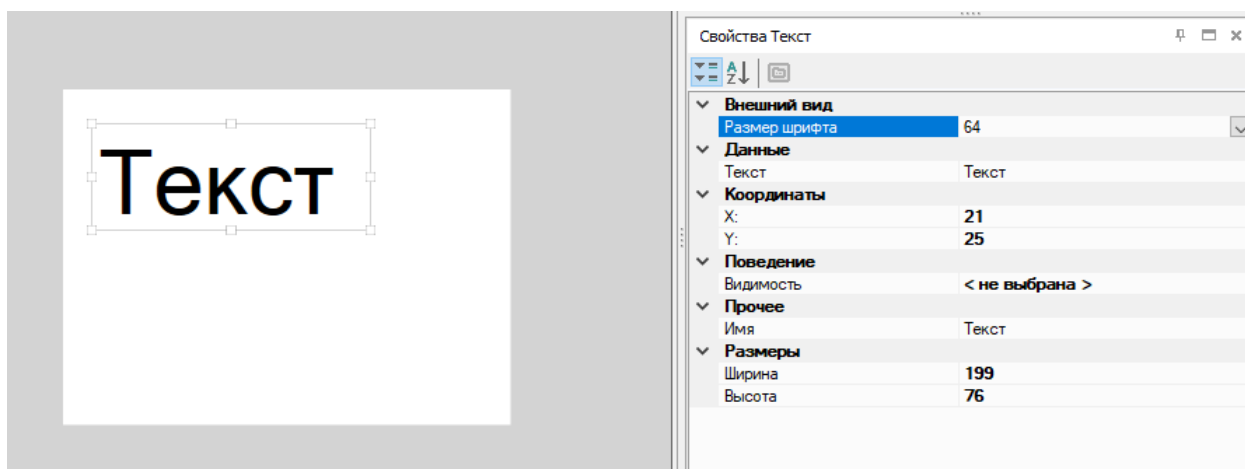 Текст
Свойства Текст
Внешний вид
Размер шрифта 64
Данные
Текст Текст
Координаты
X: 21
Y: 25
Поведение
Видимость < не выбрана >
Прочее
Имя Текст
Размеры
Ширина 199
Высота 76